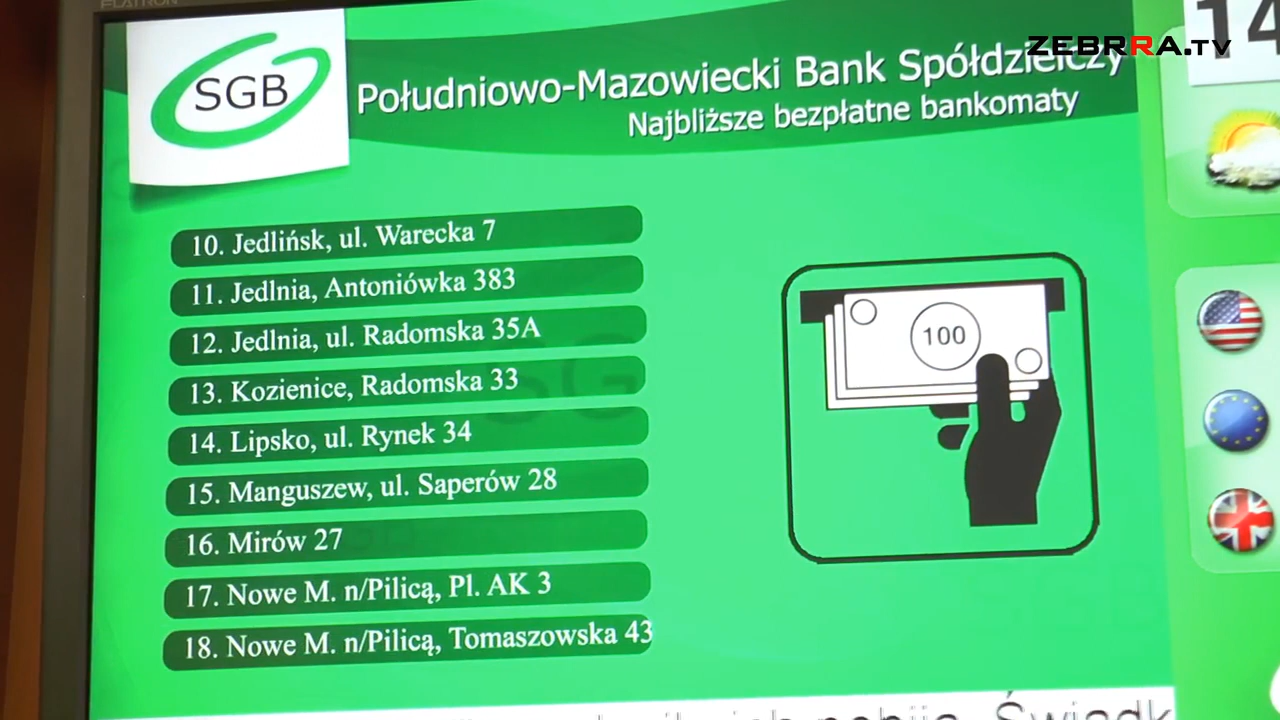 FLATRON
ZEBRRA.TV
14
SGB
Południowo-Mazowiecki Bank Spółdzielczy
Najbliższe bezpłatne bankomaty
10. Jedlińsk, ul. Warecka 7
11. Jedlnia, Antoniówka 383
12. Jedlnia, ul. Radomska 35A
13. Kozienice, Radomska 33
14. Lipsko, ul. Rynek 34
15. Manguszew, ul. Saperów 28
16. Mirów 27
17. Nowe M. n/Pilicą, Pl. AK 3
18. Nowe M. n/Pilicą, Tomaszowska 43
100